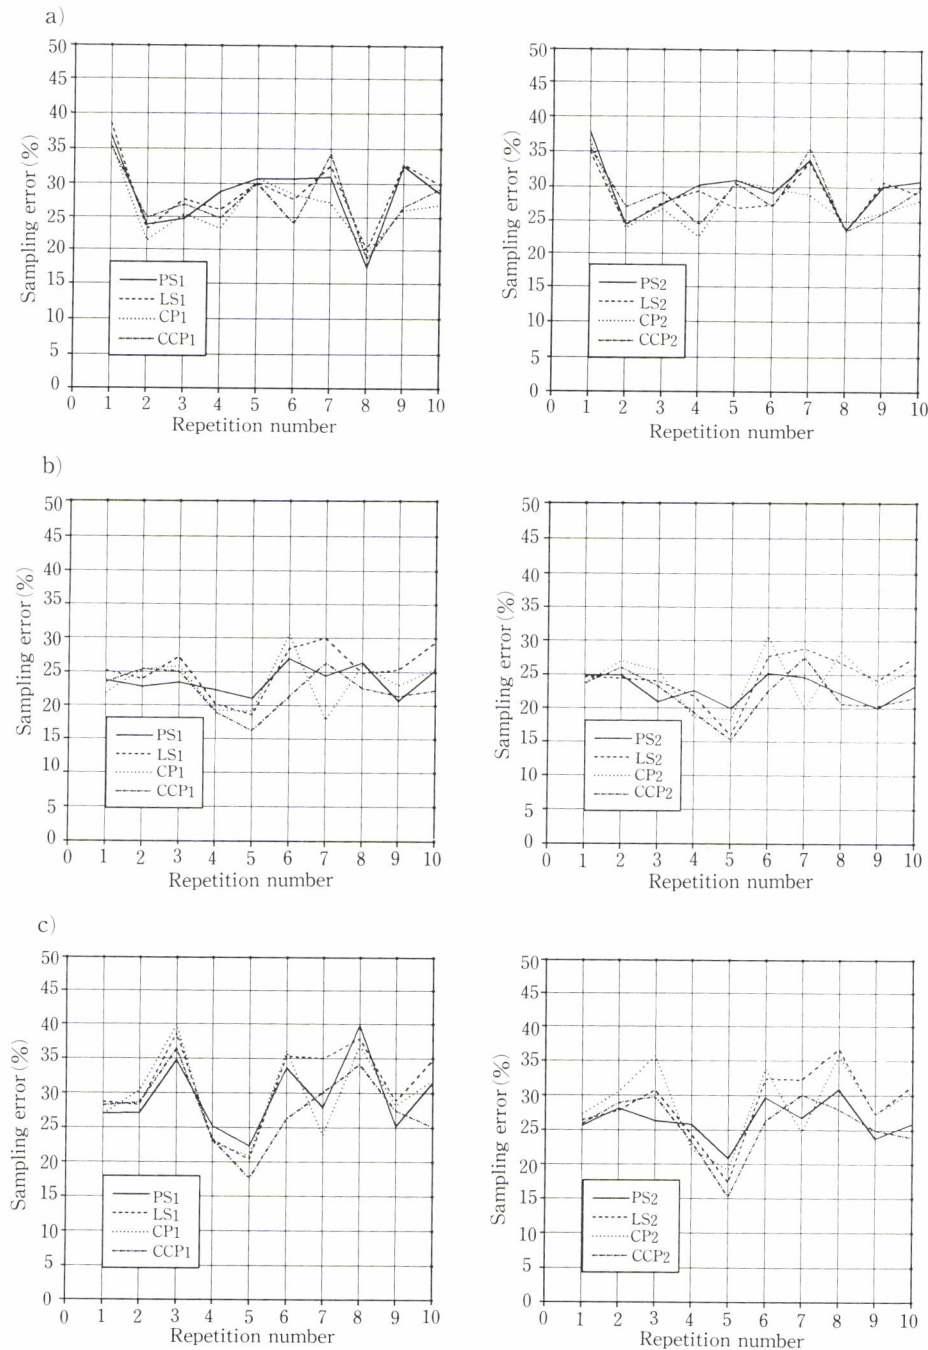 a)
50
45
40
35
30
25
20
15
10
5
0
Sampling error(%)
PS1
LS1
CP1
CCP1
0 1 2 3 4 5 6 7 8 9 10
Repetition number
50
45
40
35
30
25
20
15
10
5
0
Sampling error(%)
PS2
LS2
CP2
CCP2
0 1 2 3 4 5 6 7 8 9 10
Repetition number
b)
50
45
40
35
30
25
20
15
10
5
0
Sampling error(%)
PS1
LS1
CP1
CCP1
0 1 2 3 4 5 6 7 8 9 10
Repetition number
50
45
40
35
30
25
20
15
10
5
0
Sampling error(%)
PS2
LS2
CP2
CCP2
0 1 2 3 4 5 6 7 8 9 10
Repetition number
c)
50
45
40
35
30
25
20
15
10
5
0
Sampling error(%)
PS1
LS1
CP1
CCP1
0 1 2 3 4 5 6 7 8 9 10
Repetition number
50
45
40
35
30
25
20
15
10
5
0
Sampling error(%)
PS2
LS2
CP2
CCP2
0 1 2 3 4 5 6 7 8 9 10
Repetition number